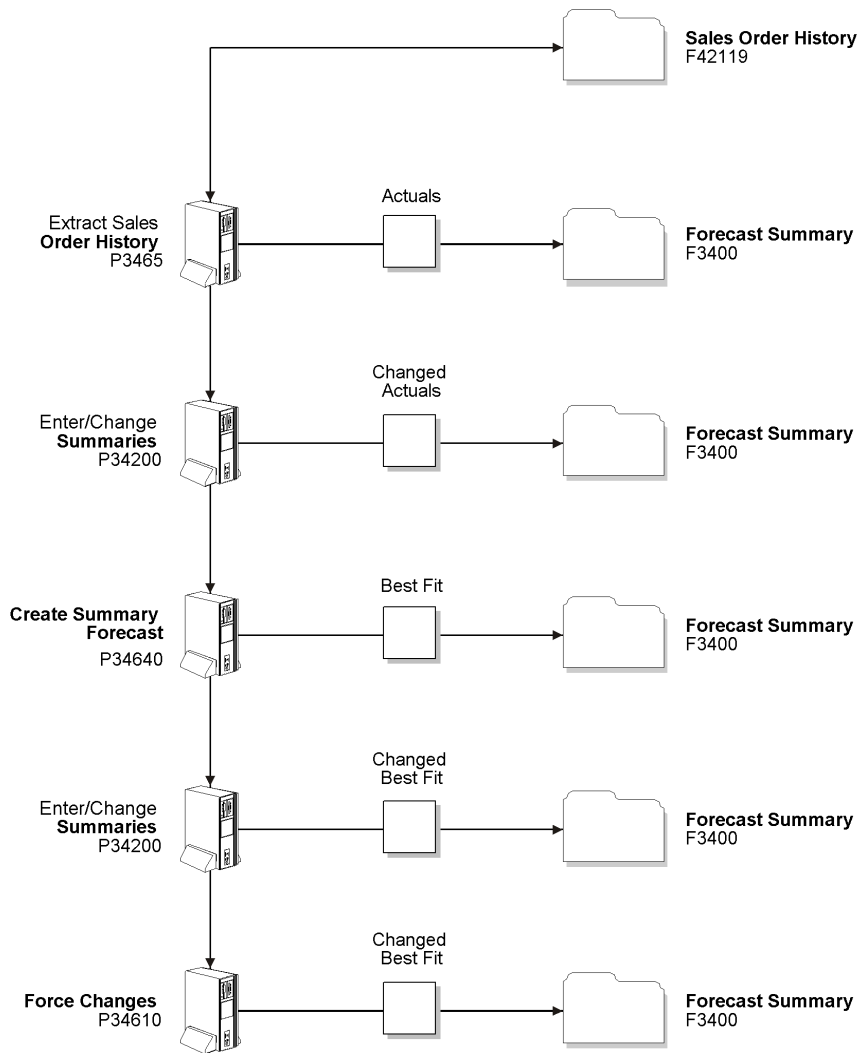 Sales Order History
F42119
Actuals
Extract Sales
Order History
P3465
Forecast Summary
F3400
Changed
Actuals
Enter/Change
Summaries
P34200
Forecast Summary
F3400
Best Fit
Create Summary
Forecast
P34640
Forecast Summary
F3400
Changed
Best Fit
Enter/Change
Summaries
P34200
Forecast Summary
F3400
Changed
Best Fit
Force Changes
P34610
Forecast Summary
F3400